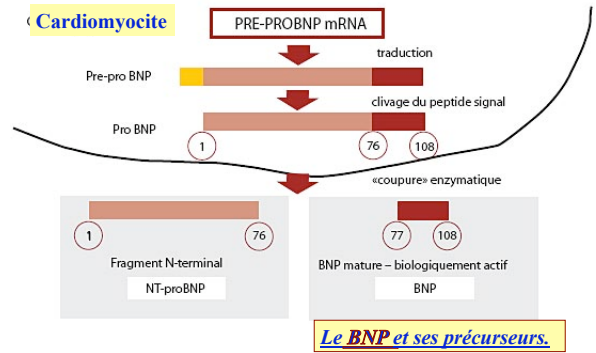 Cardiomyocite
PRE-PROBNP mRNA
traduction
Pre-pro BNP
clivage du peptide signal
Pro BNP
1
76
108
«coupure» enzymatique
1
76
77
108
Fragment N-terminal
BNP mature – biologiquement actif
NT-proBNP
BNP
Le BNP et ses précurseurs.